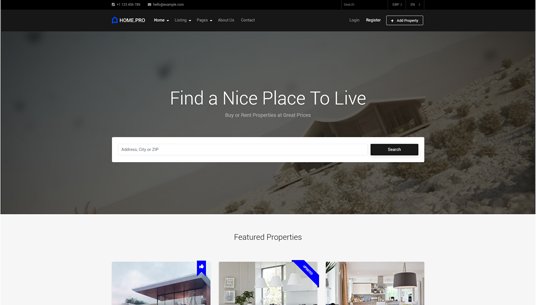 +1 123 456 789 hello@example.com Search GBP EN
HOME.PRO Home Listing Pages About Us Contact Login Register + Add Property
Find a Nice Place To Live
Buy or Rent Properties at Great Prices
Address, City or ZIP Search
Featured Properties